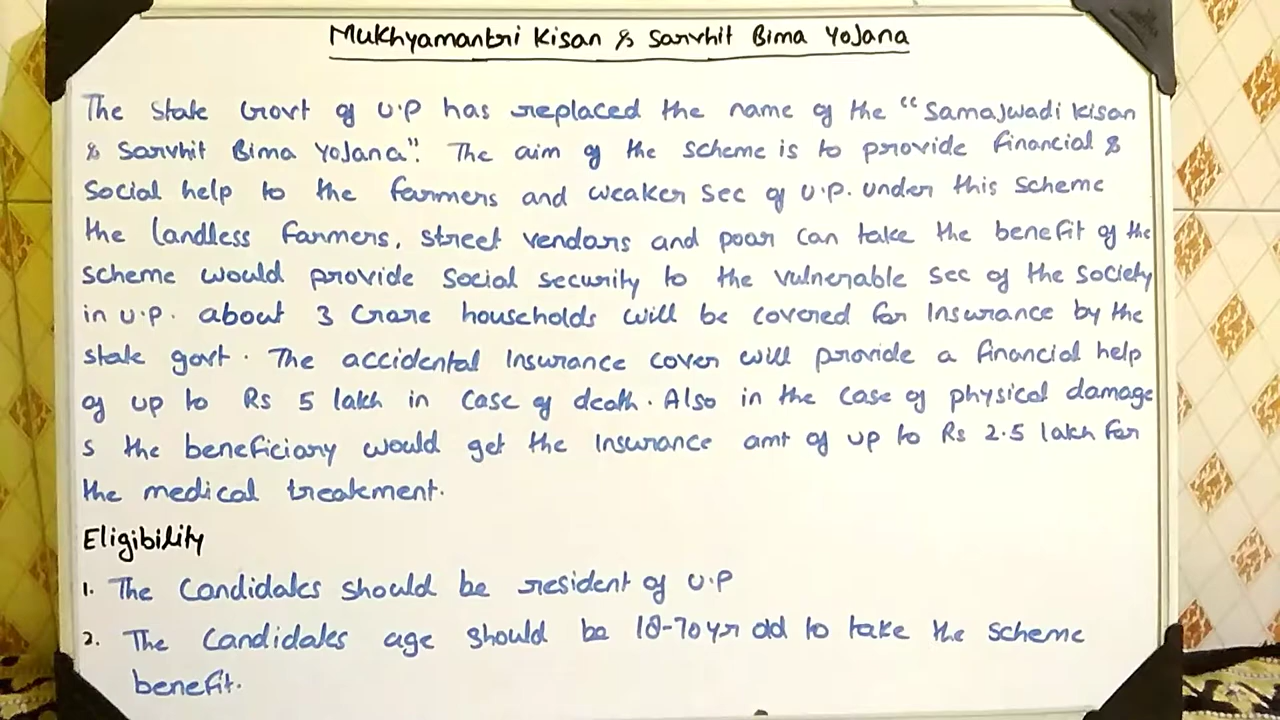 Mukhyamantri Kisan & Sarvhit Bima Yojana
The state Govt of U.P has replaced the name of the "Samajwadi Kisan
& Sarvhit Bima Yojana". The aim of the scheme is to provide financial &
Social help to the farmers and weaker sec of U.P. under this scheme
the landless farmers, street vendors and poor can take the benefit of the
scheme would provide social security to the vulnerable sec of the society
in U.P. about 3 Crore households will be covered for Insurance by the
state govt. The accidental Insurance cover will provide a financial help
of up to Rs 5 lakh in case of death. Also in the case of physical damage
s the beneficiary would get the Insurance amt of up to Rs 2.5 lakh for
the medical treatment.
Eligibility
1. The Candidates should be resident of U.P
2. The Candidates age should be 18-70 yr old to take the scheme
benefit.